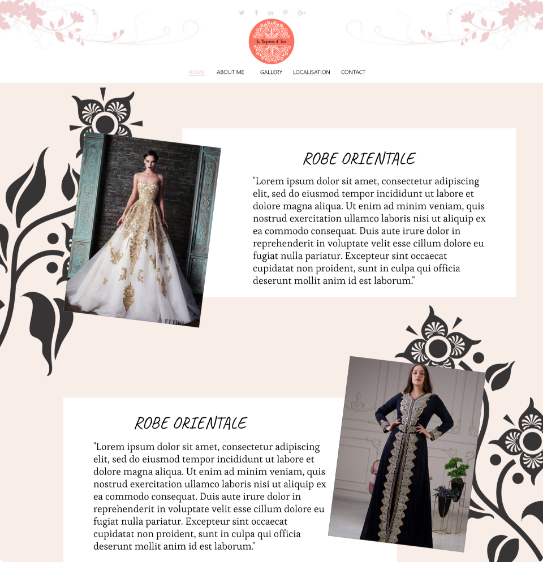 HOME
ABOUT ME
GALLERY
LOCALISATION
CONTACT
ROBE ORIENTALE
"Lorem ipsum dolor sit amet, consectetur adipiscing
elit, sed do eiusmod tempor incididunt ut labore et
dolore magna aliqua. Ut enim ad minim veniam, quis
nostrud exercitation ullamco laboris nisi ut aliquip ex
ea commodo consequat. Duis aute irure dolor in
reprehenderit in voluptate velit esse cillum dolore eu
fugiat nulla pariatur. Excepteur sint occaecat
cupidatat non proident, sunt in culpa qui officia
deserunt mollit anim id est laborum."
ROBE ORIENTALE
"Lorem ipsum dolor sit amet, consectetur adipiscing
elit, sed do eiusmod tempor incididunt ut labore et
dolore magna aliqua. Ut enim ad minim veniam, quis
nostrud exercitation ullamco laboris nisi ut aliquip ex
ea commodo consequat. Duis aute irure dolor in
reprehenderit in voluptate velit esse cillum dolore eu
fugiat nulla pariatur. Excepteur sint occaecat
cupidatat non proident, sunt in culpa qui officia
deserunt mollit anim id est laborum."